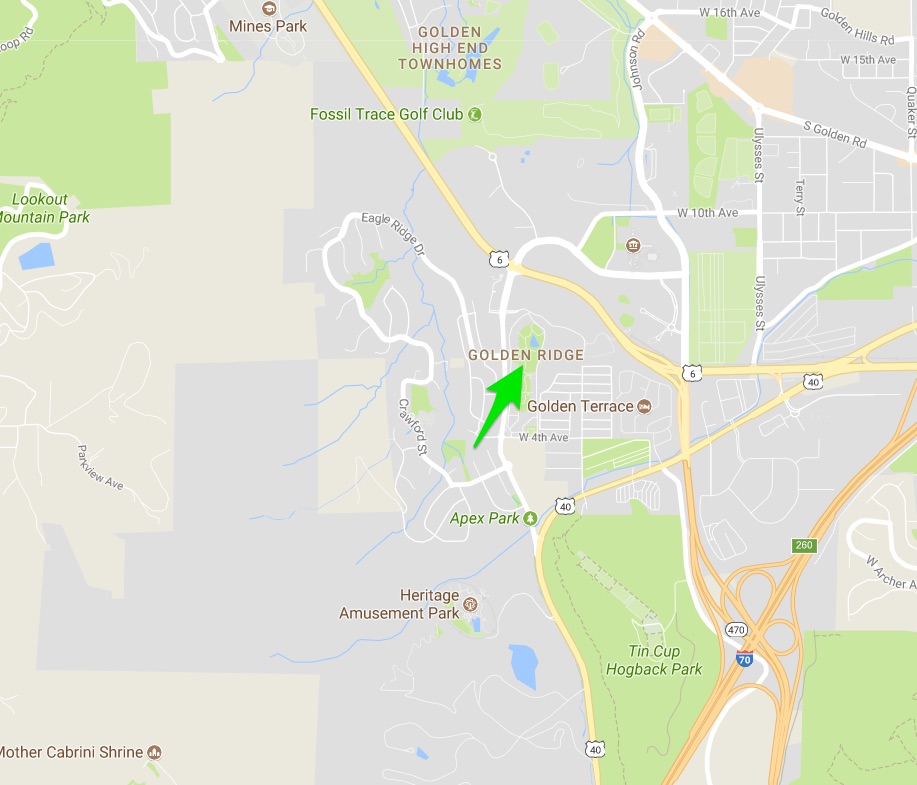 W 16th Ave
Golden Hills Rd
Mines Park
GOLDEN
HIGH END
TOWNHOMES
Johnson Rd
W 15th Ave
oop Rd
Quaker St
Fossil Trace Golf Club
S Golden Rd
Ulysses St
Terry St
Lookout
Mountain Park
W 10th Ave
Eagle Ridge Dr
6
Ulysses St
GOLDEN RIDGE
6
40
Golden Terrace
Crawford St
W 4th Ave
Parkview Ave
40
Apex Park
260
W Archer A
Heritage
Amusement Park
470
70
Tin Cup
Hogback Park
40
Mother Cabrini Shrine